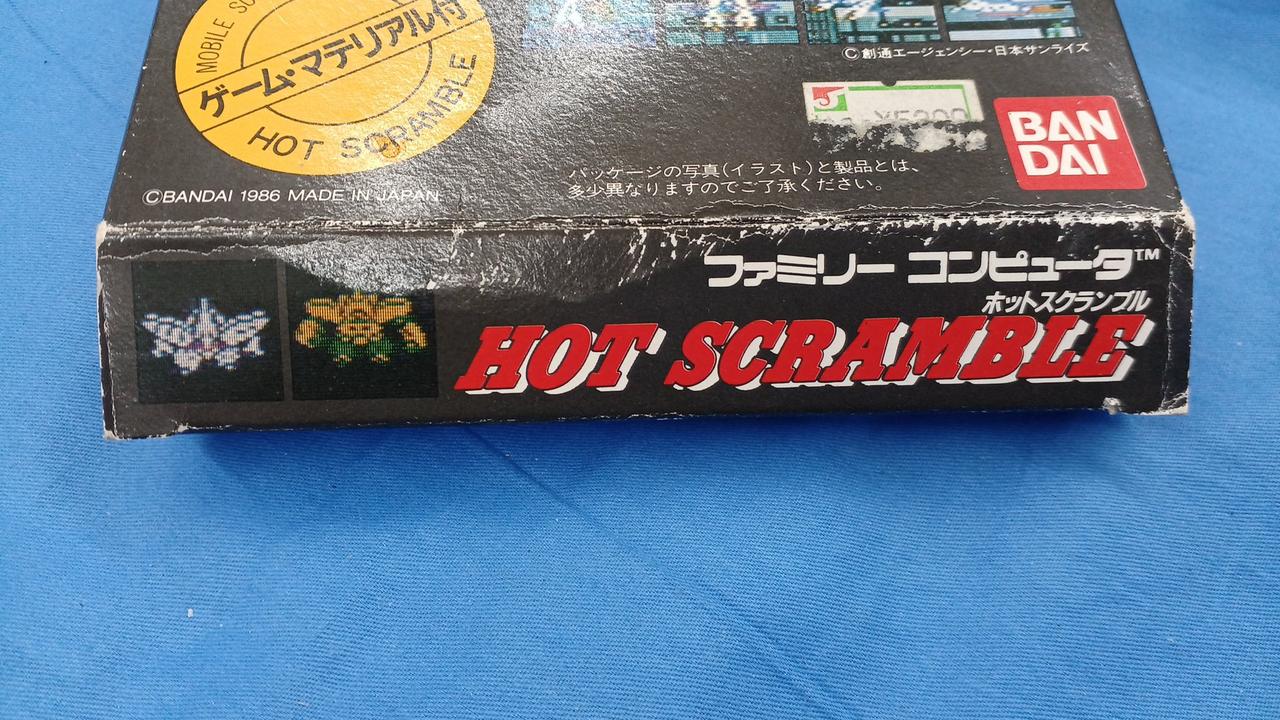 MOBILE SC
ゲーム・マテリアル付
HOT SCRAMBLE
Ⓒ創通エージェンシー・日本サンライズ
¥5200
BAN
DAI
パッケージの写真(イラスト)と製品とは、
多少異なりますのでご了承ください。
ⒸBANDAI 1986 MADE IN JAPAN
ファミリー コンピュータ™
ホットスクランブル
HOT SCRAMBLE